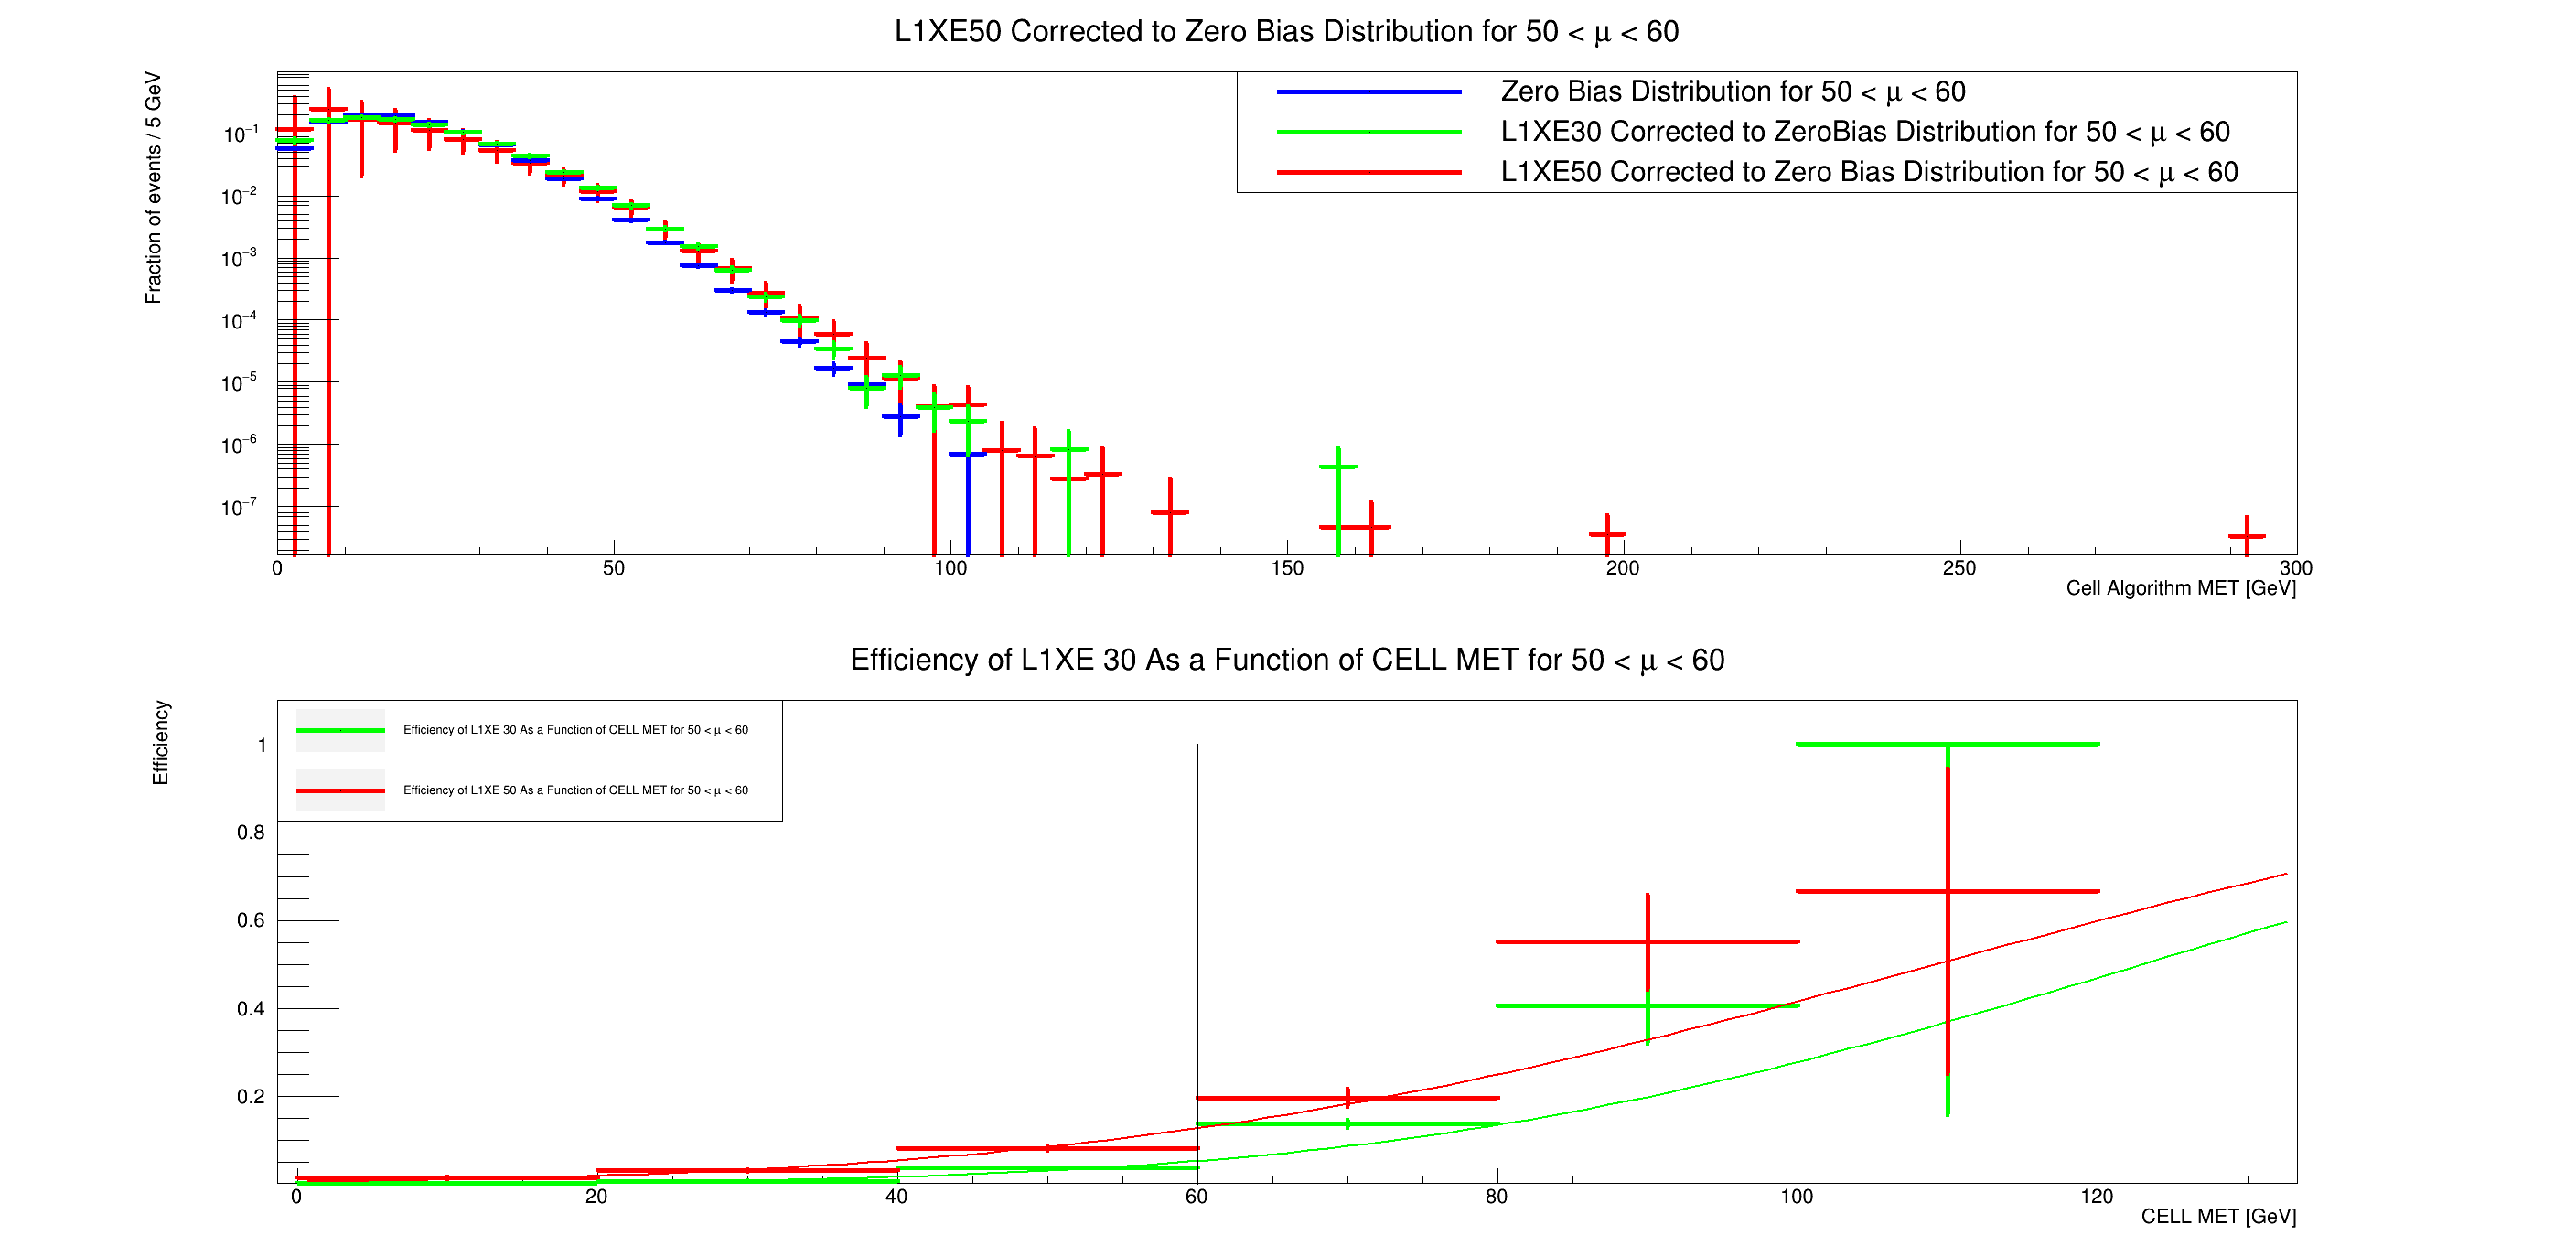 L1XE50 Corrected to Zero Bias Distribution for 50 < μ < 60
Fraction of events / 5 GeV
Zero Bias Distribution for 50 < μ < 60
L1XE30 Corrected to ZeroBias Distribution for 50 < μ < 60
L1XE50 Corrected to Zero Bias Distribution for 50 < μ < 60
10⁻¹
10⁻²
10⁻³
10⁻⁴
10⁻⁵
10⁻⁶
10⁻⁷
0 50 100 150 200 250 300
Cell Algorithm MET [GeV]
Efficiency of L1XE 30 As a Function of CELL MET for 50 < μ < 60
Efficiency
Efficiency of L1XE 30 As a Function of CELL MET for 50 < μ < 60
Efficiency of L1XE 50 As a Function of CELL MET for 50 < μ < 60
1
0.8
0.6
0.4
0.2
0 20 40 60 80 100 120
CELL MET [GeV]